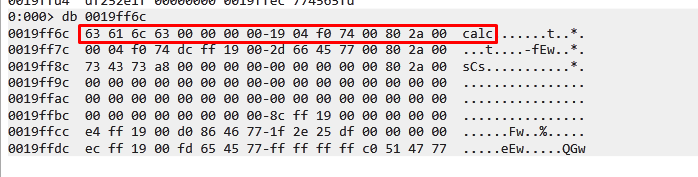 0019ffd4 df252e1f 00000000 0019ffec 774565fd
0:000> db 0019ff6c
0019ff6c 63 61 6c 63 00 00 00 00-19 04 f0 74 00 80 2a 00 calc.......t..*.
0019ff7c 00 04 f0 74 dc ff 19 00-2d 66 45 77 00 80 2a 00 ...t....-fEw..*.
0019ff8c 73 43 73 a8 00 00 00 00-00 00 00 00 00 80 2a 00 sCs...........*.
0019ff9c 00 00 00 00 00 00 00 00-00 00 00 00 00 00 00 00 ................
0019ffac 00 00 00 00 00 00 00 00-00 00 00 00 00 00 00 00 ................
0019ffbc 00 00 00 00 00 00 00 00-8c ff 19 00 00 00 00 00 ................
0019ffcc e4 ff 19 00 d0 86 46 77-1f 2e 25 df 00 00 00 00 ......Fw..%.....
0019ffdc ec ff 19 00 fd 65 45 77-ff ff ff ff c0 51 47 77 .....eEw.....QGw